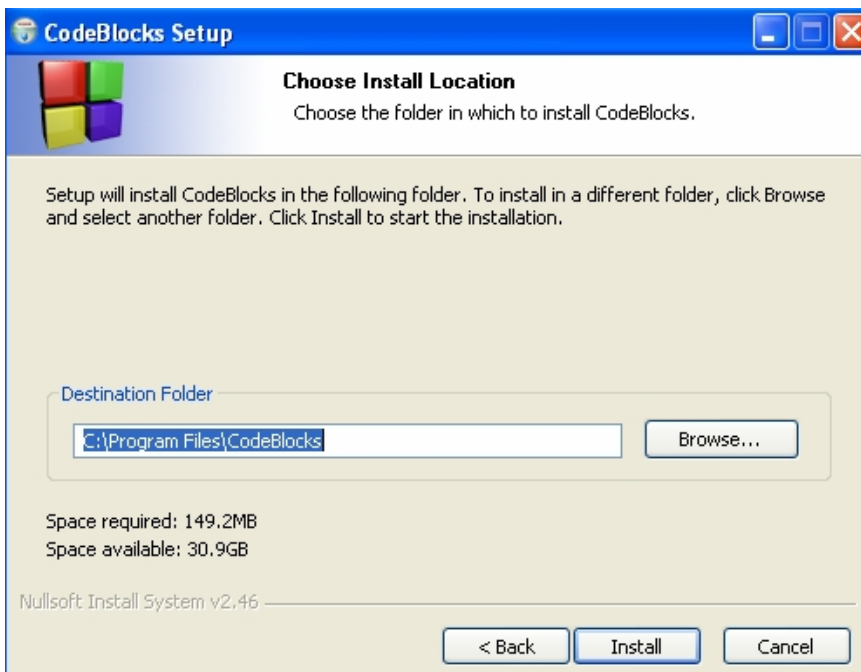 CodeBlocks Setup
Choose Install Location
Choose the folder in which to install CodeBlocks.
Setup will install CodeBlocks in the following folder. To install in a different folder, click Browse
and select another folder. Click Install to start the installation.
Destination Folder
C:\Program Files\CodeBlocks
Browse...
Space required: 149.2MB
Space available: 30.9GB
Nullsoft Install System v2.46
< Back
Install
Cancel